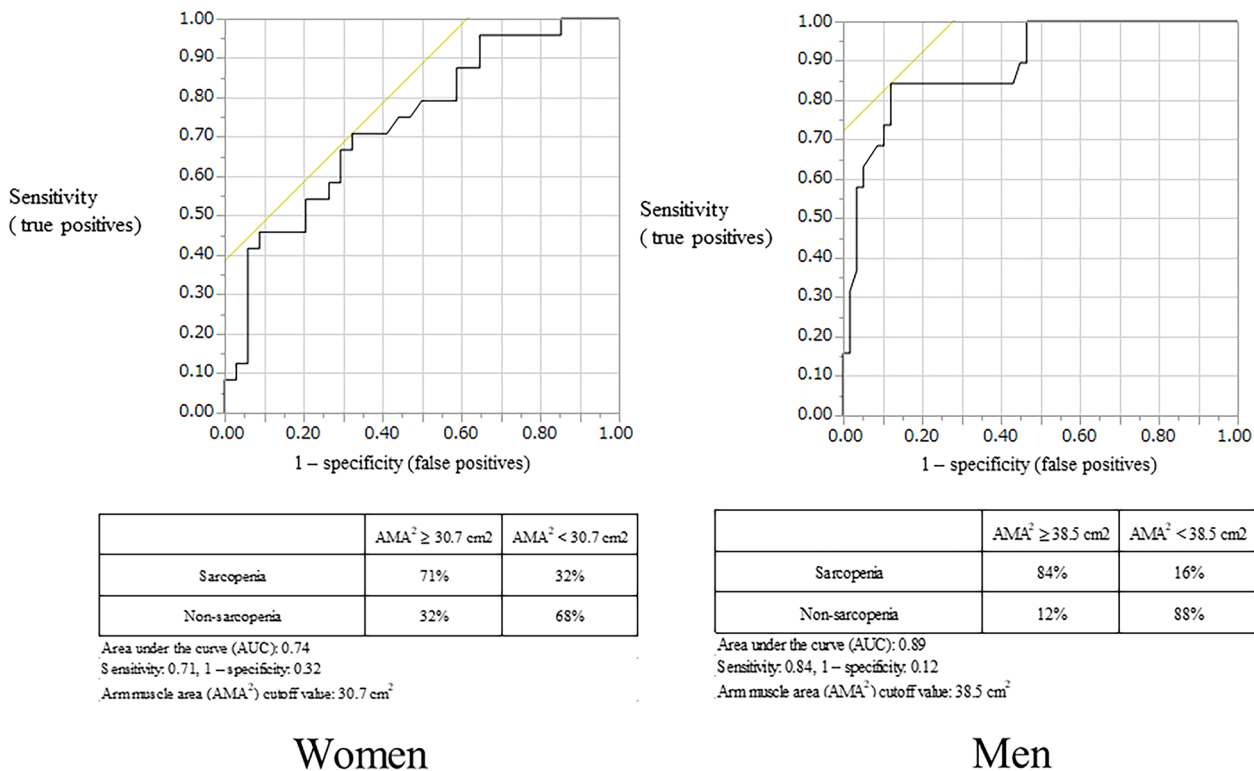 1.00
0.90
0.80
0.70
0.60
0.50
0.40
0.30
0.20
0.10
0.00
Sensitivity
( true positives)
0.00 0.20 0.40 0.60 0.80 1.00
1 – specificity (false positives)
1.00
0.90
0.80
0.70
0.60
0.50
0.40
0.30
0.20
0.10
0.00
Sensitivity
( true positives)
0.00 0.20 0.40 0.60 0.80 1.00
1 – specificity (false positives)
AMA² ≥ 30.7 cm2 AMA² < 30.7 cm2
Sarcopenia 71% 32%
Non-sarcopenia 32% 68%
Area under the curve (AUC): 0.74
Sensitivity: 0.71, 1 – specificity: 0.32
Arm muscle area (AMA²) cutoff value: 30.7 cm²
Women
AMA² ≥ 38.5 cm2 AMA² < 38.5 cm2
Sarcopenia 84% 16%
Non-sarcopenia 12% 88%
Area under the curve (AUC): 0.89
Sensitivity: 0.84, 1 – specificity: 0.12
Arm muscle area (AMA²) cutoff value: 38.5 cm²
Men